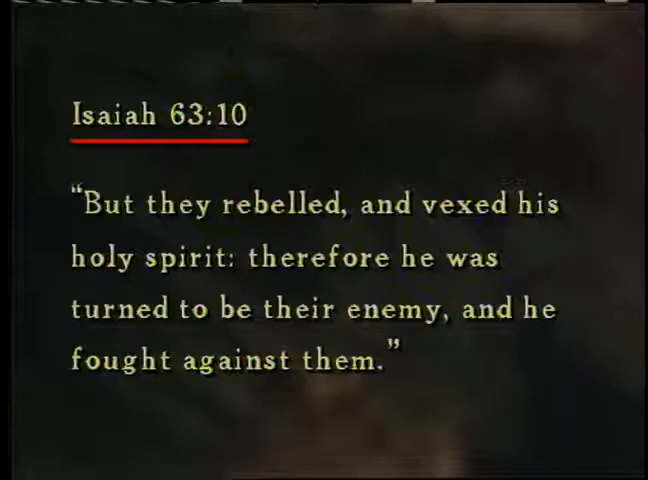 Isaiah 63:10
“But they rebelled, and vexed his
holy spirit: therefore he was
turned to be their enemy, and he
fought against them.”